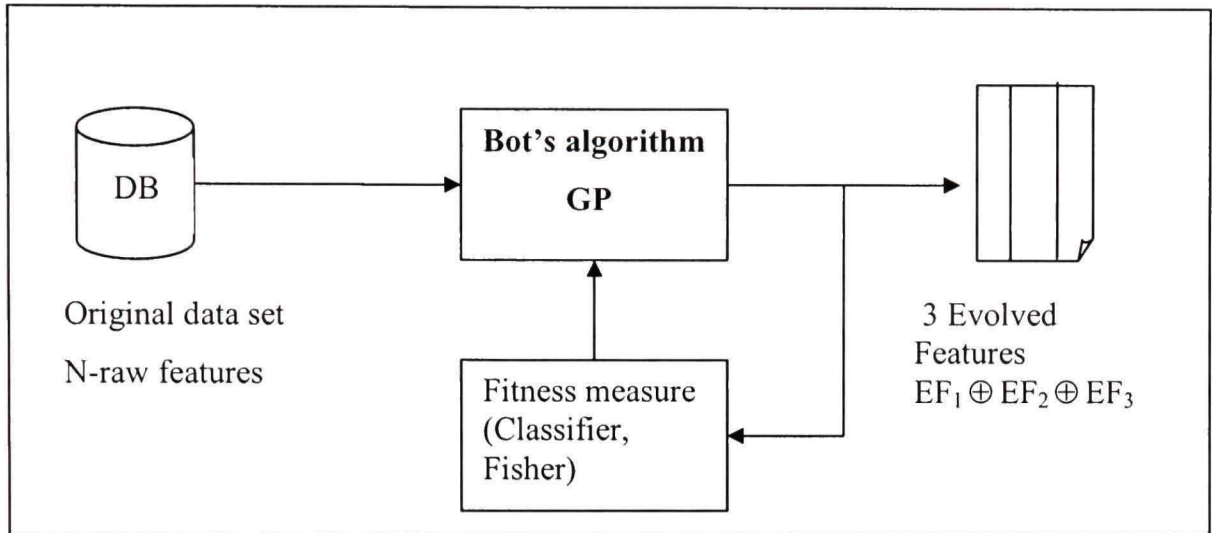 Bot's algorithm
GP
DB
Original data set
N-raw features
Fitness measure
(Classifier,
Fisher)
3 Evolved
Features
EF₁ ⊕ EF₂ ⊕ EF₃